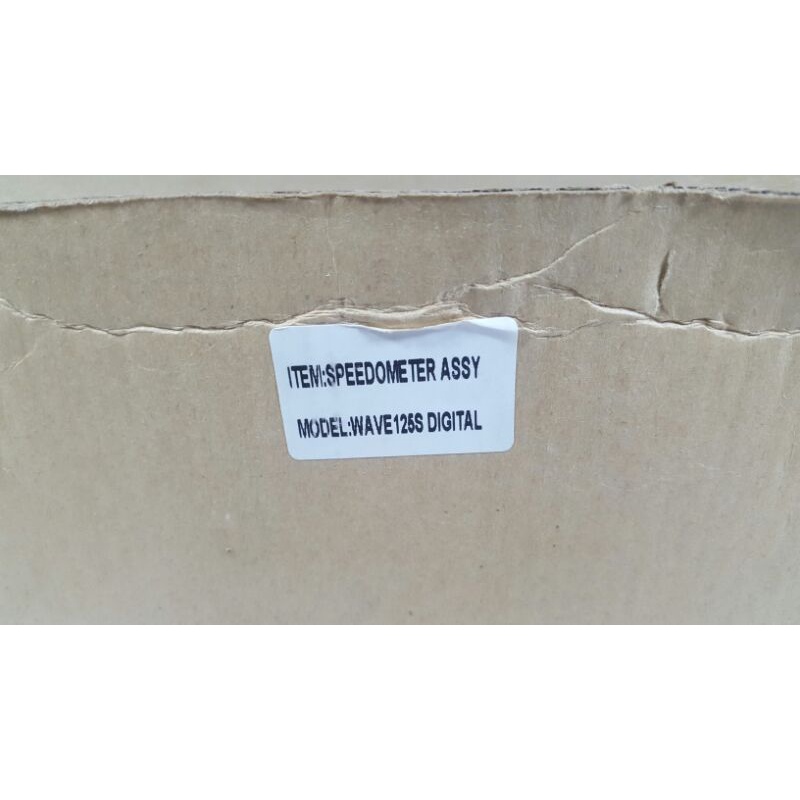 ITEM:SPEEDOMETER ASSY
MODEL:WAVE125S DIGITAL